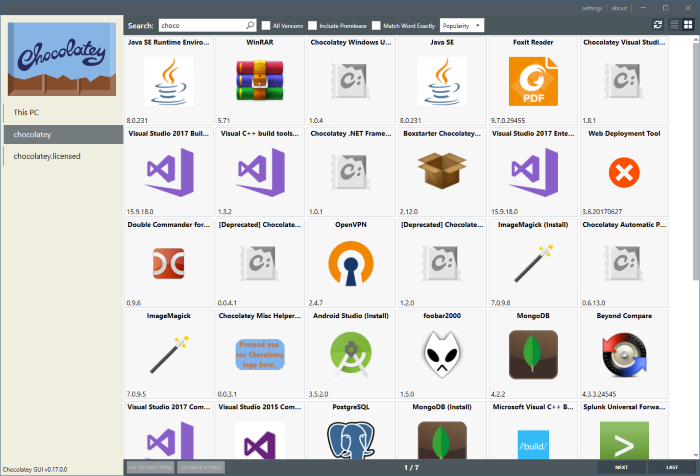 settings
about
Chocolatey
This PC
chocolatey
chocolatey.licensed
Chocolatey GUI v0.17.0.0
Search: choco
All Versions
Include Prerelease
Match Word Exactly
Popularity
Java SE Runtime Enviro...
WinRAR
Chocolatey Windows U...
Java SE
Foxit Reader
Chocolatey Visual Studi...
PDF
8.0.231
5.71
1.0.4
8.0.231
9.7.0.29455
1.8.1
Visual Studio 2017 Buil...
Visual C++ build tools...
Chocolatey .NET Frame...
Boxstarter Chocolatey...
Visual Studio 2017 Ente...
Web Deployment Tool
15.9.18.0
1.3.2
1.0.1
2.12.0
15.9.18.0
3.6.20170627
Double Commander for...
[Deprecated] Chocolate...
OpenVPN
[Deprecated] Chocolate...
ImageMagick (Install)
Chocolatey Automatic P...
0.9.6
0.0.4.1
2.4.7
1.2.0
7.0.9.8
0.6.13.0
ImageMagick
Chocolatey Misc Helper...
Android Studio (Install)
foobar2000
MongoDB
Beyond Compare
Pretend you
see Chocolatey
logo here.
7.0.9.5
0.0.3.1
3.5.2.0
1.5.0
4.2.2
4.3.3.24545
Visual Studio 2017 Com...
Visual Studio 2015 Com...
PostgreSQL
MongoDB (Install)
Microsoft Visual C++ B...
Splunk Universal Forwa...
/build/
1 / 7
NEXT
LAST